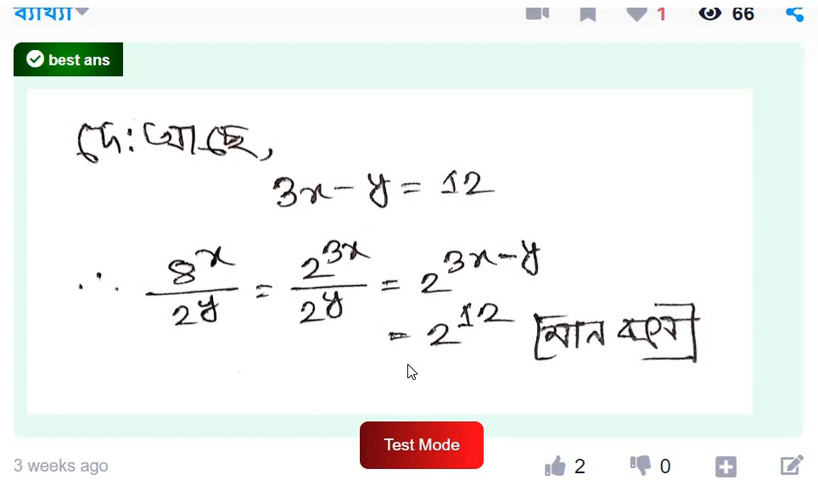 ব্যাখ্যা
1 66
best ans
দে: আছে,
3x - y = 12
∴ 8^x / 2^y = 2^3x / 2^y = 2^3x-y
= 2^12 [মান বসিয়ে]
Test Mode
3 weeks ago 2 0